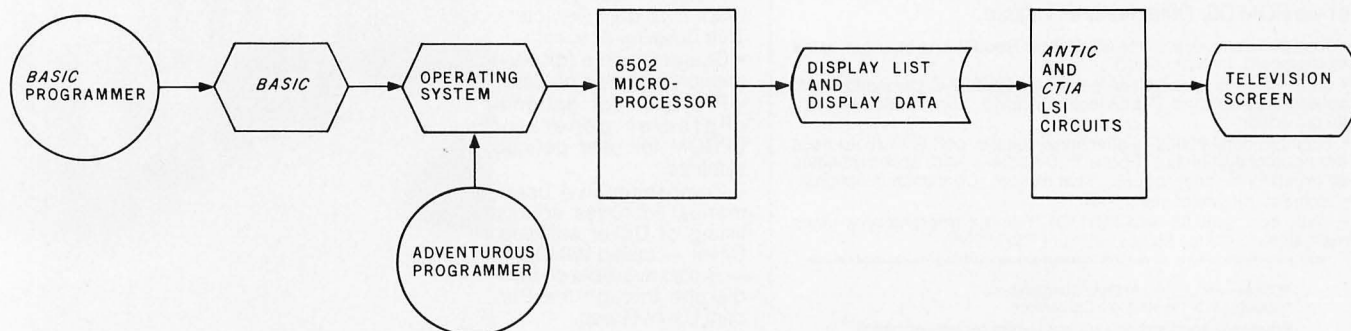 BASIC
PROGRAMMER
BASIC
OPERATING
SYSTEM
6502
MICRO-
PROCESSOR
DISPLAY LIST
AND
DISPLAY DATA
ANTIC
AND
CTIA
LSI
CIRCUITS
TELEVISION
SCREEN
ADVENTUROUS
PROGRAMMER